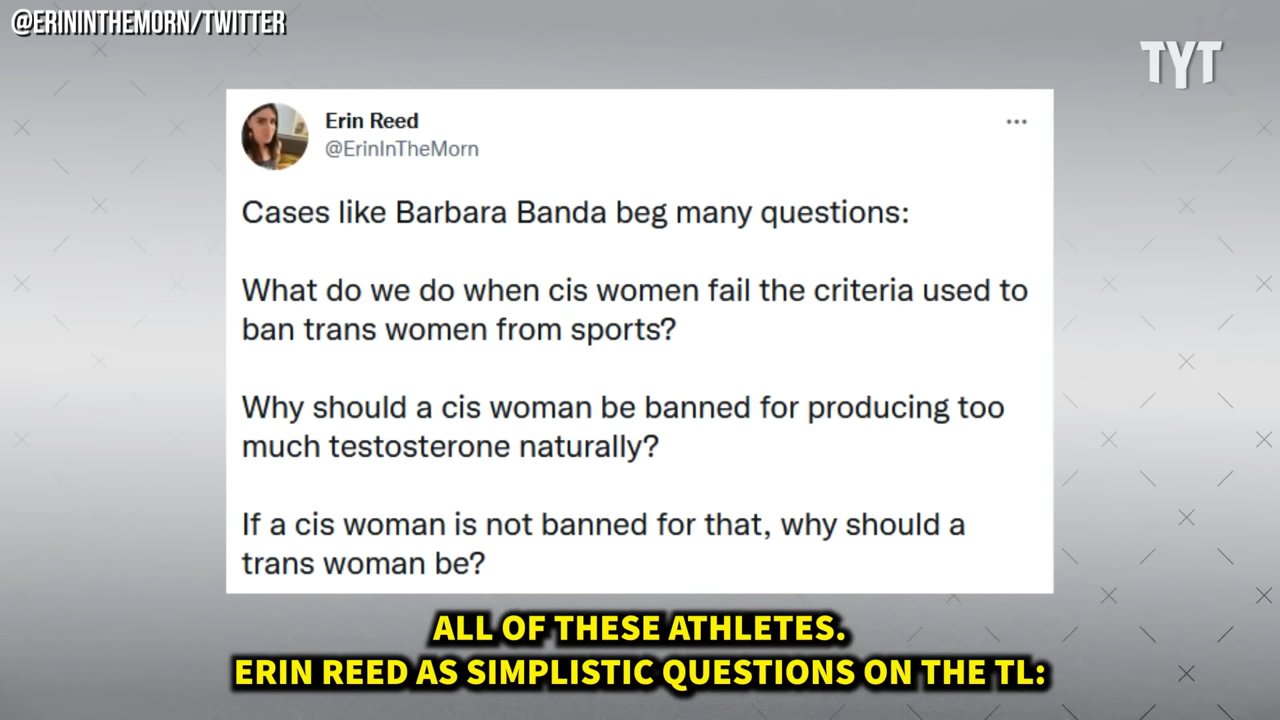 @ERININTHEMORN/TWITTER
TYT
Erin Reed
@ErinInTheMorn
Cases like Barbara Banda beg many questions:
What do we do when cis women fail the criteria used to
ban trans women from sports?
Why should a cis woman be banned for producing too
much testosterone naturally?
If a cis woman is not banned for that, why should a
trans woman be?
ALL OF THESE ATHLETES.
ERIN REED AS SIMPLISTIC QUESTIONS ON THE TL: